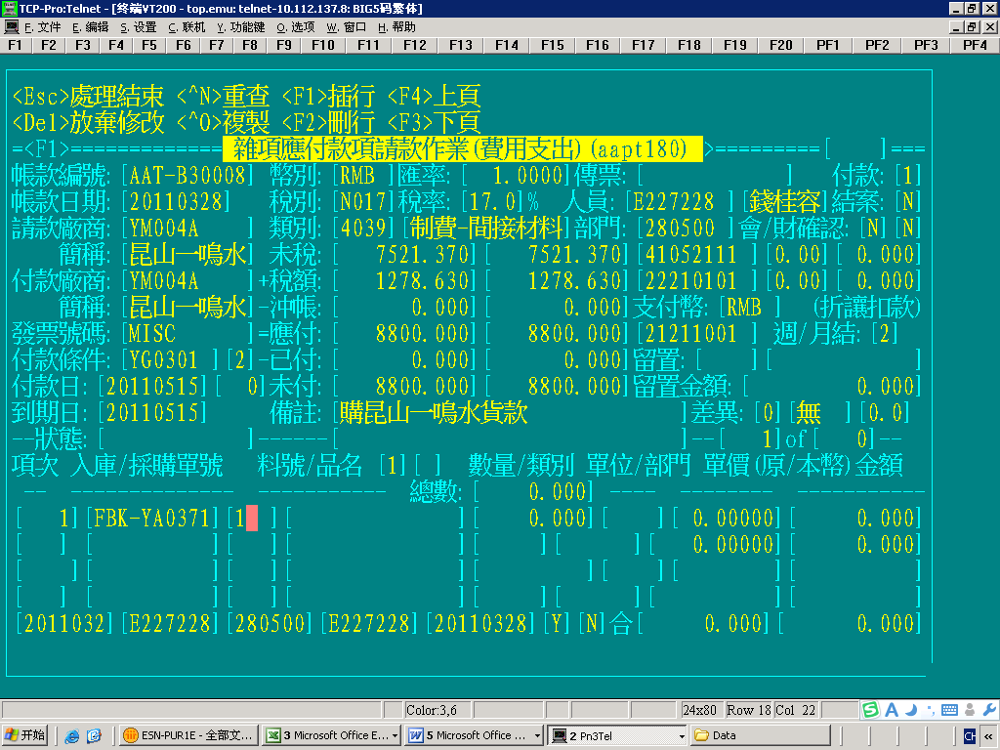 TCP-Pro:Telnet - [终端VT200 - top.emu: telnet-10.112.137.8: BIG5码繁体]
F. 文件 E. 编辑 S. 设置 C. 联机 Y. 功能键 O. 选项 W. 窗口 H. 帮助
F1 F2 F3 F4 F5 F6 F7 F8 F9 F10 F11 F12 F13 F14 F15 F16 F17 F18 F19 F20 PF1 PF2 PF3 PF4
<Esc>處理結束 <^N>重查 <F1>插行 <F4>上頁
<Del>放棄修改 <^O>複製 <F2>刪行 <F3>下頁
=<F1>============= 雜項應付款項請款作業(費用支出)(aapt180) >=========[ ]===
帳款編號: [AAT-B30008] 幣別: [RMB ]匯率: [ 1.0000]傳票: [ ] 付款: [1]
帳款日期: [20110328] 稅別: [N017]稅率: [17.0]% 人員: [E227228 ][錢桂容]結案: [N]
請款廠商: [YM004A ] 類別: [4039][制費-間接材料]部門: [280500 ]會/財確認: [N][N]
簡稱: [昆山一鳴水] 未稅: [ 7521.370][ 7521.370][41052111 ][0.00][ 0.000]
付款廠商: [YM004A ]+稅額: [ 1278.630][ 1278.630][22210101 ][0.00][ 0.000]
簡稱: [昆山一鳴水]-沖帳: [ 0.000][ 0.000]支付幣: [RMB ] (折讓扣款)
發票號碼: [MISC ]=應付: [ 8800.000][ 8800.000][21211001 ] 週/月結: [2]
付款條件: [YG0301 ][2]-已付: [ 0.000][ 0.000]留置: [ ][ ]
付款日: [20110515][ 0]未付: [ 8800.000][ 8800.000]留置金額: [ 0.000]
到期日: [20110515] 備註: [購昆山一鳴水貨款 ]差異: [0][無 ][0.0]
--狀態: [ ]------[ ]--[ 1]of[ 0]--
項次 入庫/採購單號 料號/品名 [1][ ] 數量/類別 單位/部門 單價(原/本幣)金額
---- -------------- ----------- 總數: [ 0.000] ---- --------- ---------
[ 1][FBK-YA0371][1 ][ ][ 0.000][ ][ 0.00000][ 0.000]
[ ] [ ][ ][ ][ ][ ][ 0.00000][ 0.000]
[ ] [ ][ ][ ][ ][ ][ ][ ]
[ ] [ ][ ][ ][ ][ ][ ][ ]
[2011032][E227228][280500][E227228][20110328][Y][N]合[ 0.000][ 0.000]
Color:3,6 24x80 Row 18 Col 22
开始 ESN-PUR1E - 全部文... 3 Microsoft Office E... 5 Microsoft Office ... 2 Pn3Tel Data CH «